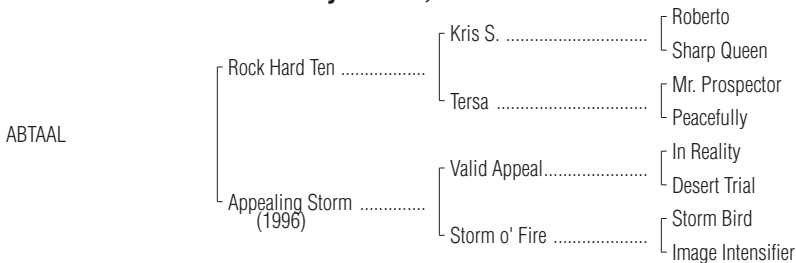 Roberto
Kris S. ..................................
Sharp Queen
Rock Hard Ten ..................
Mr. Prospector
Tersa ....................................
Peacefully
ABTAAL
In Reality
Valid Appeal.........................
Desert Trial
Appealing Storm ..............
(1996)
Storm Bird
Storm o' Fire ......................
Image Intensifier